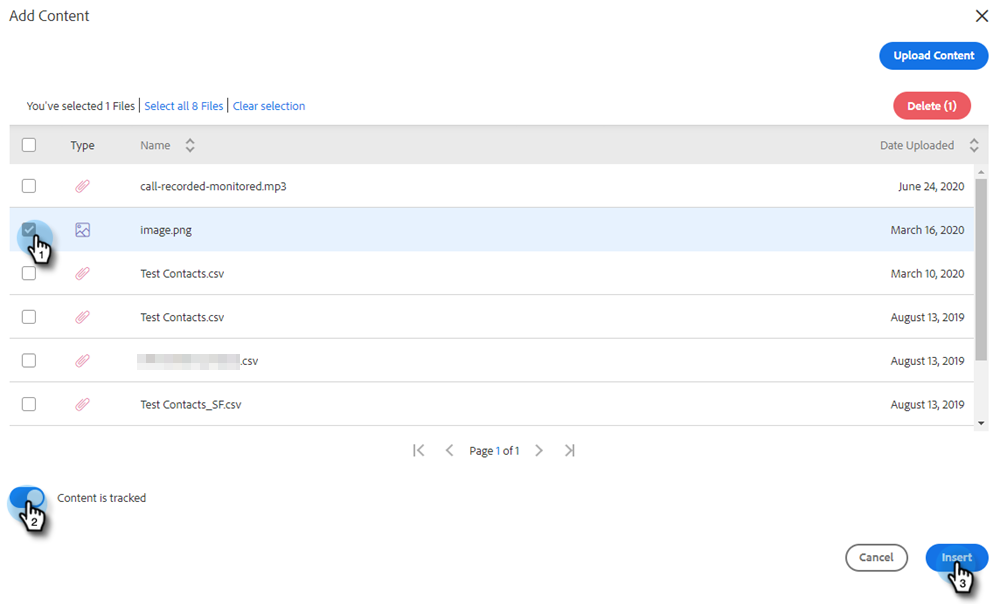 Add Content
Upload Content
You've selected 1 Files Select all 8 Files Clear selection Delete (1)
Type Name Date Uploaded
call-recorded-monitored.mp3 June 24, 2020
image.png March 16, 2020
1
Test Contacts.csv March 10, 2020
Test Contacts.csv August 13, 2019
.csv August 13, 2019
Test Contacts_SF.csv August 13, 2019
Page 1 of 1
Content is tracked
2
Cancel Insert
3